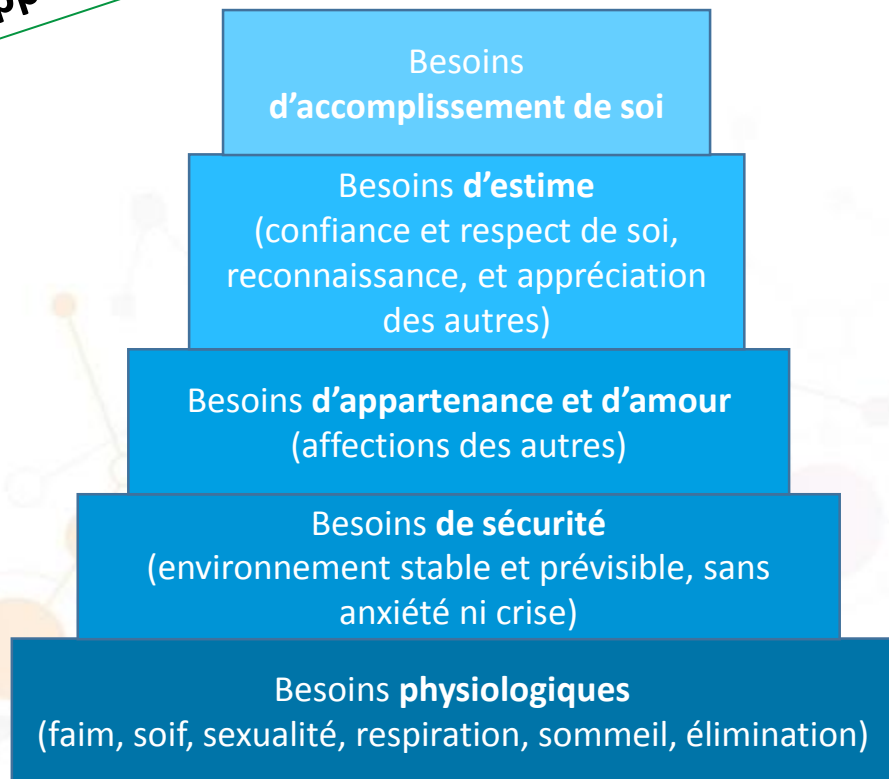 Besoins
d'accomplissement de soi
Besoins d'estime
(confiance et respect de soi,
reconnaissance, et appréciation
des autres)
Besoins d'appartenance et d'amour
(affections des autres)
Besoins de sécurité
(environnement stable et prévisible, sans
anxiété ni crise)
Besoins physiologiques
(faim, soif, sexualité, respiration, sommeil, élimination)